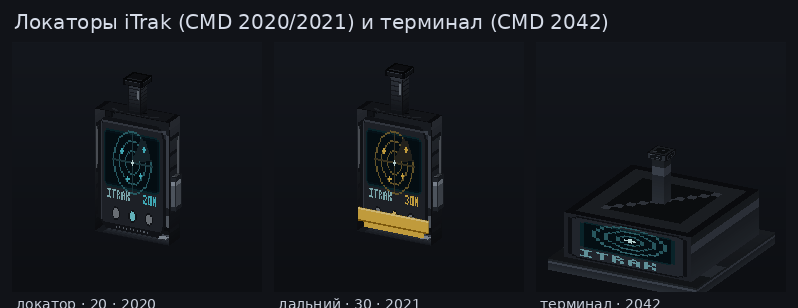 Локаторы iTrak (CMD 2020/2021) и терминал (CMD 2042)
ITRAK 20M
ITRAK 30M
ITRAK
локатор · 20 · 2020
дальний · 30 · 2021
терминал · 2042